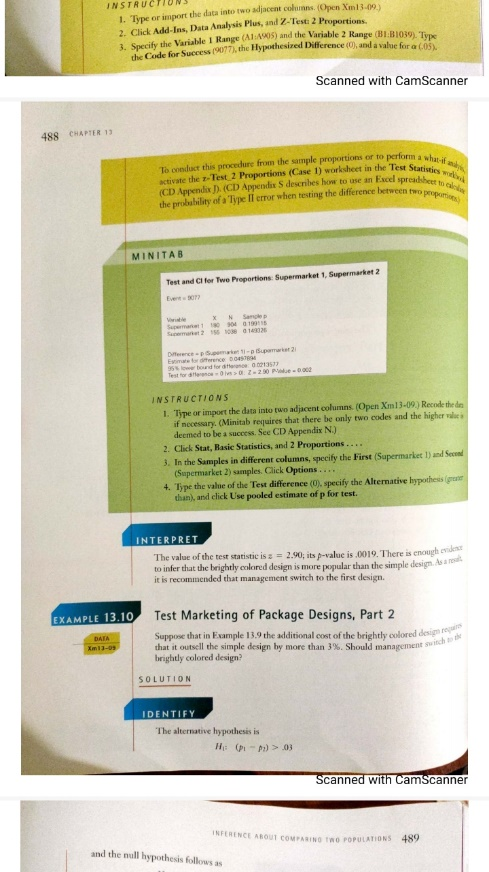 INSTRUCTIONS
1. Type or import the data into two adjacent columns. (Open Xm13-09.)
2. Click Add-Ins, Data Analysis Plus, and Z-Test: 2 Proportions.
3. Specify the Variable 1 Range (A1:A905) and the Variable 2 Range (B1:B1039). Type
the Code for Success (9077), the Hypothesized Difference (0), and a value for α (.05).
Scanned with CamScanner
488 CHAPTER 13
To conduct this procedure from the sample proportions or to perform a what-if analysis,
activate the z-Test_2 Proportions (Case 1) worksheet in the Test Statistics workbook
(CD Appendix J). (CD Appendix S describes how to use an Excel spreadsheet to calculate
the probability of a Type II error when testing the difference between two proportions.)
MINITAB
Test and CI for Two Proportions: Supermarket 1, Supermarket 2
Event = 9077
Variable X N Sample p
Supermarket 1 180 904 0.199115
Supermarket 2 155 1038 0.149326
Difference = p (Supermarket 1) - p (Supermarket 2)
Estimate for difference: 0.0497894
95% lower bound for difference: 0.0213577
Test for difference = 0 (vs > 0): Z = 2.90 P-Value = 0.002
INSTRUCTIONS
1. Type or import the data into two adjacent columns. (Open Xm13-09.) Recode the data
if necessary. (Minitab requires that there be only two codes and the higher value is
deemed to be a success. See CD Appendix N.)
2. Click Stat, Basic Statistics, and 2 Proportions . . . .
3. In the Samples in different columns, specify the First (Supermarket 1) and Second
(Supermarket 2) samples. Click Options . . . .
4. Type the value of the Test difference (0), specify the Alternative hypothesis (greater
than), and click Use pooled estimate of p for test.
INTERPRET
The value of the test statistic is z = 2.90; its p-value is .0019. There is enough evidence
to infer that the brightly colored design is more popular than the simple design. As a result,
it is recommended that management switch to the first design.
EXAMPLE 13.10 Test Marketing of Package Designs, Part 2
DATA
Xm13-09
Suppose that in Example 13.9 the additional cost of the brightly colored design requires
that it outsell the simple design by more than 3%. Should management switch to the
brightly colored design?
SOLUTION
IDENTIFY
The alternative hypothesis is
H₁: (p₁ − p₂) > .03
Scanned with CamScanner
INFERENCE ABOUT COMPARING TWO POPULATIONS 489
and the null hypothesis follows as